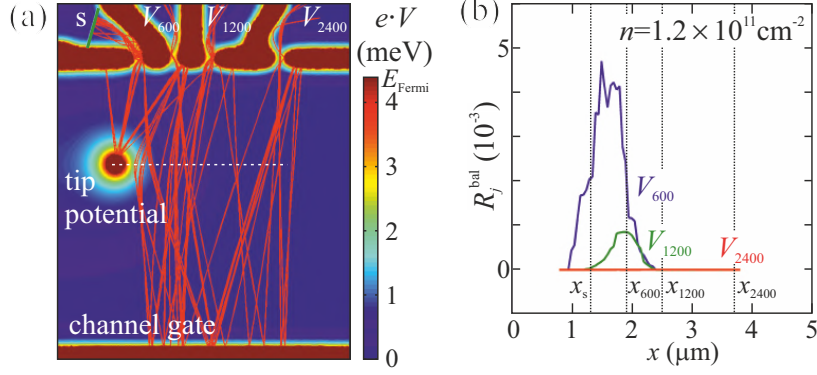 (a)
s
V600
V1200
V2400
e·V
(meV)
EFermi
4
3
2
1
0
tip
potential
channel gate
(b)
n=1.2×10¹¹cm⁻²
Rjbal (10⁻³)
5
0
V600
V1200
V2400
xs
x600
x1200
x2400
0
1
2
3
4
5
x (μm)